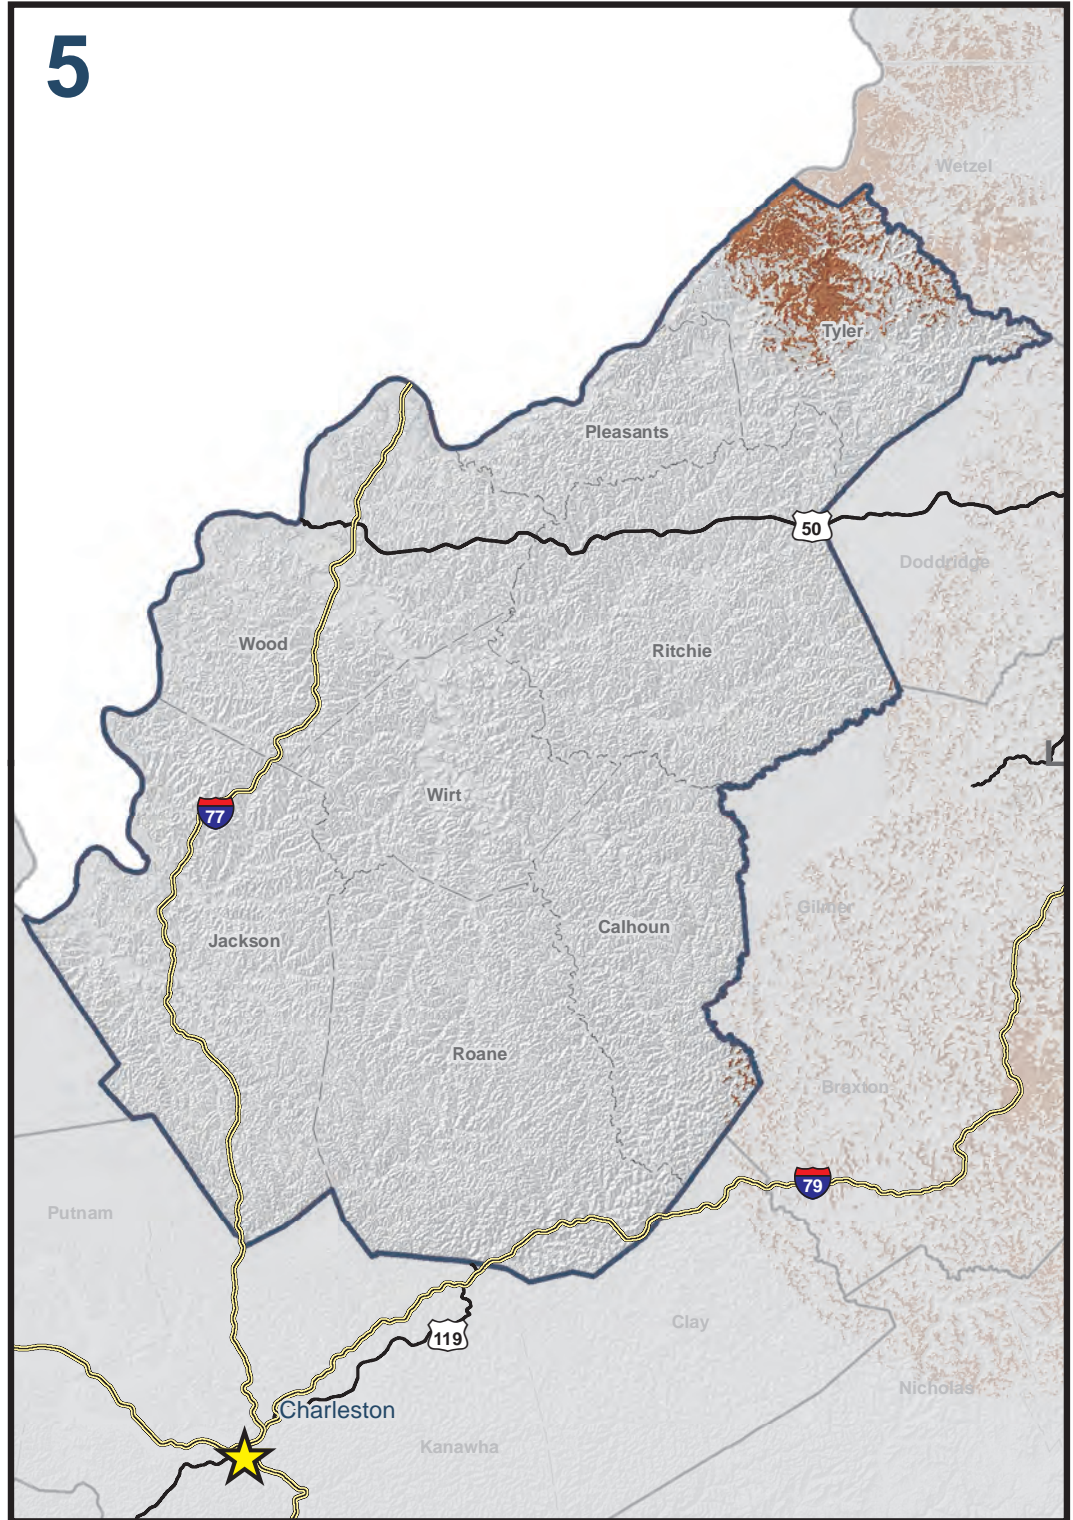 5
Wetzel
Tyler
Pleasants
50
Doddridge
Wood
Ritchie
Wirt
77
Gilmer
Calhoun
Jackson
Roane
Braxton
79
Putnam
Clay
119
Nicholas
Charleston
Kanawha